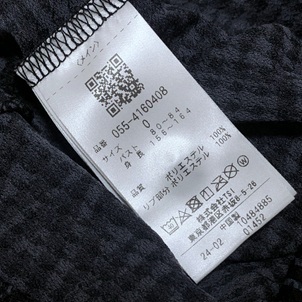 (メイン)
品番 055-4160408
サイズ 0
バスト 80-84
身長 156-164
品質 ポリエステル 100%
リブ部分 ポリエステル 100%
株式会社TSI
東京都港区赤坂8-5-26
中国製
24-02 10484885
01452